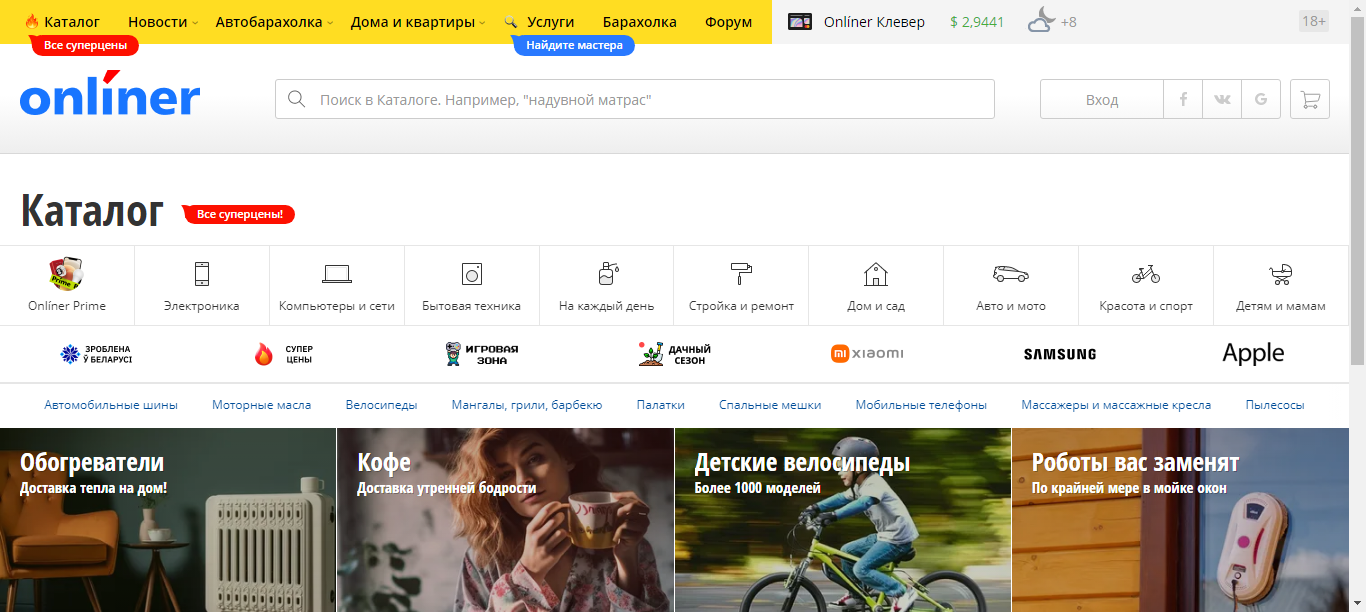 Каталог Новости Автобарахолка Дома и квартиры Услуги Барахолка Форум Onlíner Клевер $ 2,9441 +8 18+
Все суперцены Найдите мастера
onlíner
Поиск в Каталоге. Например, "надувной матрас"
Вход f G
Каталог Все суперцены!
Onlíner Prime Электроника Компьютеры и сети Бытовая техника На каждый день Стройка и ремонт Дом и сад Авто и мото Красота и спорт Детям и мамам
ЗРОБЛЕНА
Ў БЕЛАРУСІ
СУПЕР
ЦЕНЫ
ИГРОВАЯ
ЗОНА
ДАЧНЫЙ
СЕЗОН
mi xiaomi
SAMSUNG
Apple
Автомобильные шины Моторные масла Велосипеды Мангалы, грили, барбекю Палатки Спальные мешки Мобильные телефоны Массажеры и массажные кресла Пылесосы
Обогреватели
Доставка тепла на дом!
Кофе
Доставка утренней бодрости
Детские велосипеды
Более 1000 моделей
Роботы вас заменят
По крайней мере в мойке окон